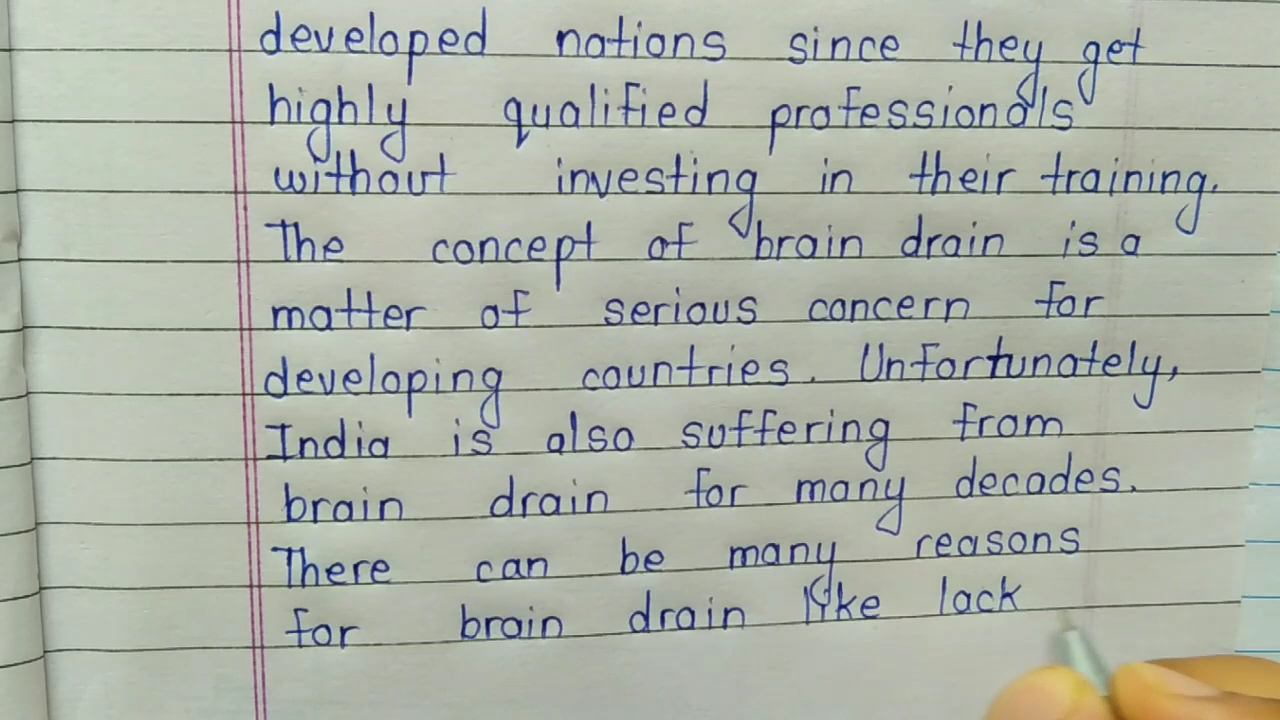 developed nations since they get
highly qualified professionals
without investing in their training.
The concept of brain drain is a
matter of serious concern for
developing countries. Unfortunately,
India is also suffering from
brain drain for many decades.
There can be many reasons
for brain drain like lack